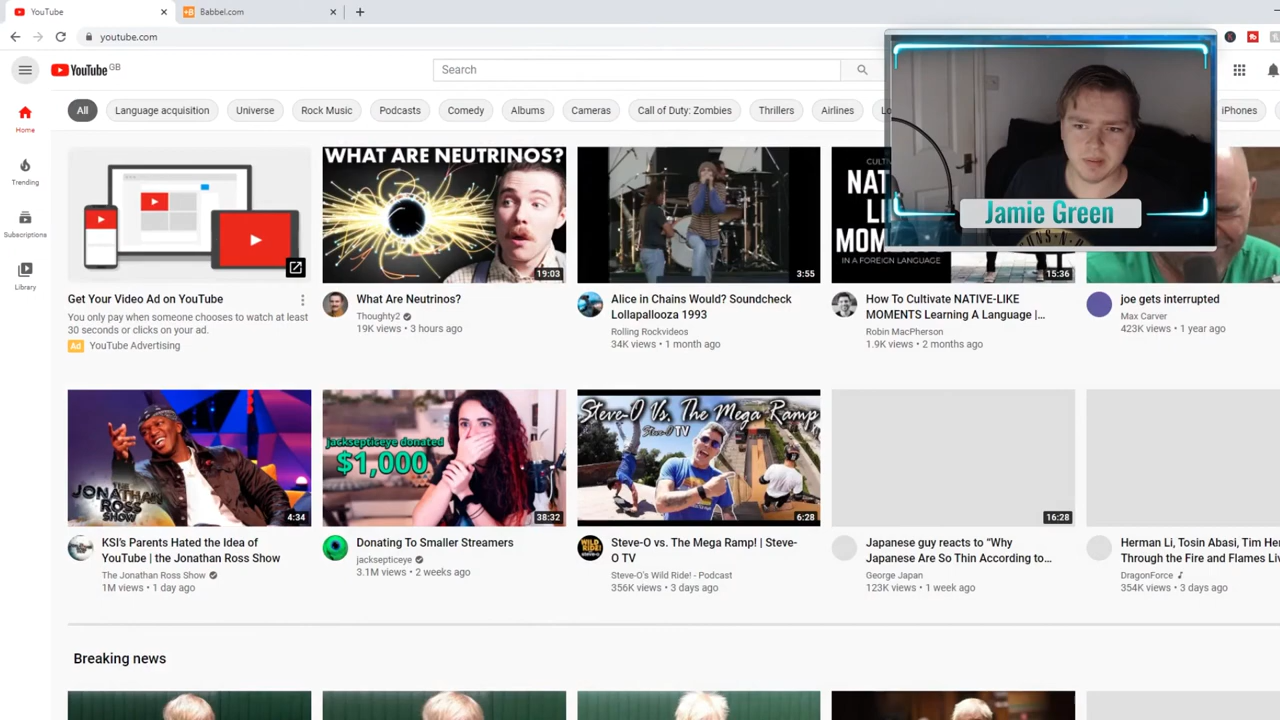 YouTube
Babbel.com
youtube.com
YouTube GB
Search
All
Language acquisition
Universe
Rock Music
Podcasts
Comedy
Albums
Cameras
Call of Duty: Zombies
Thrillers
Airlines
iPhones
Home
Trending
Subscriptions
Library
Jamie Green
WHAT ARE NEUTRINOS?
19:03
3:55
IN A FOREIGN LANGUAGE
15:36
Get Your Video Ad on YouTube
You only pay when someone chooses to watch at least
30 seconds or clicks on your ad.
Ad YouTube Advertising
What Are Neutrinos?
Thoughty2
19K views • 3 hours ago
Alice in Chains Would? Soundcheck
Lollapallooza 1993
Rolling Rockvideos
34K views • 1 month ago
How To Cultivate NATIVE-LIKE
MOMENTS Learning A Language |...
Robin MacPherson
1.9K views • 2 months ago
joe gets interrupted
Max Carver
423K views • 1 year ago
THE
JONATHAN
ROSS
SHOW
4:34
jacksepticeye donated
$1,000
38:32
Steve-O Vs. The Mega Ramp!
Steve-O TV
6:28
16:28
KSI's Parents Hated the Idea of
YouTube | the Jonathan Ross Show
The Jonathan Ross Show
1M views • 1 day ago
Donating To Smaller Streamers
jacksepticeye
3.1M views • 2 weeks ago
Steve-O vs. The Mega Ramp! | Steve-
O TV
Steve-O's Wild Ride! - Podcast
356K views • 3 days ago
Japanese guy reacts to "Why
Japanese Are So Thin According to...
George Japan
123K views • 1 week ago
Herman Li, Tosin Abasi, Tim He
Through the Fire and Flames Li
DragonForce
354K views • 3 days ago
Breaking news